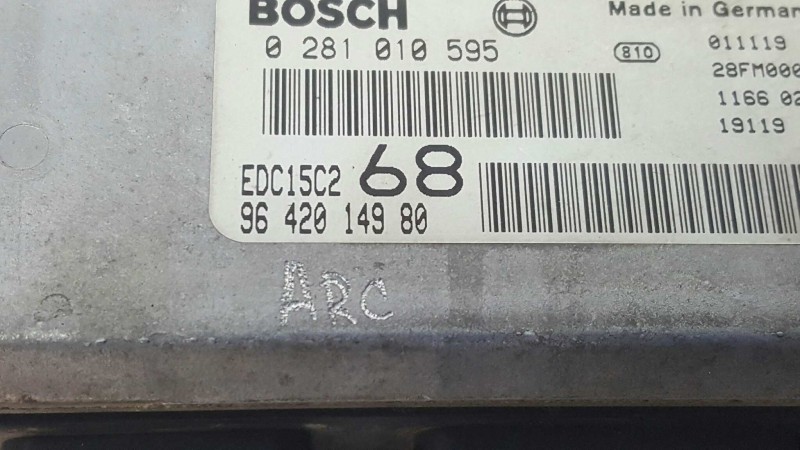 BOSCH
Made in German
0 281 010 595
810
011119
28FM000
1166 02
19119
EDC15C2 68
96 420 149 80
ARC